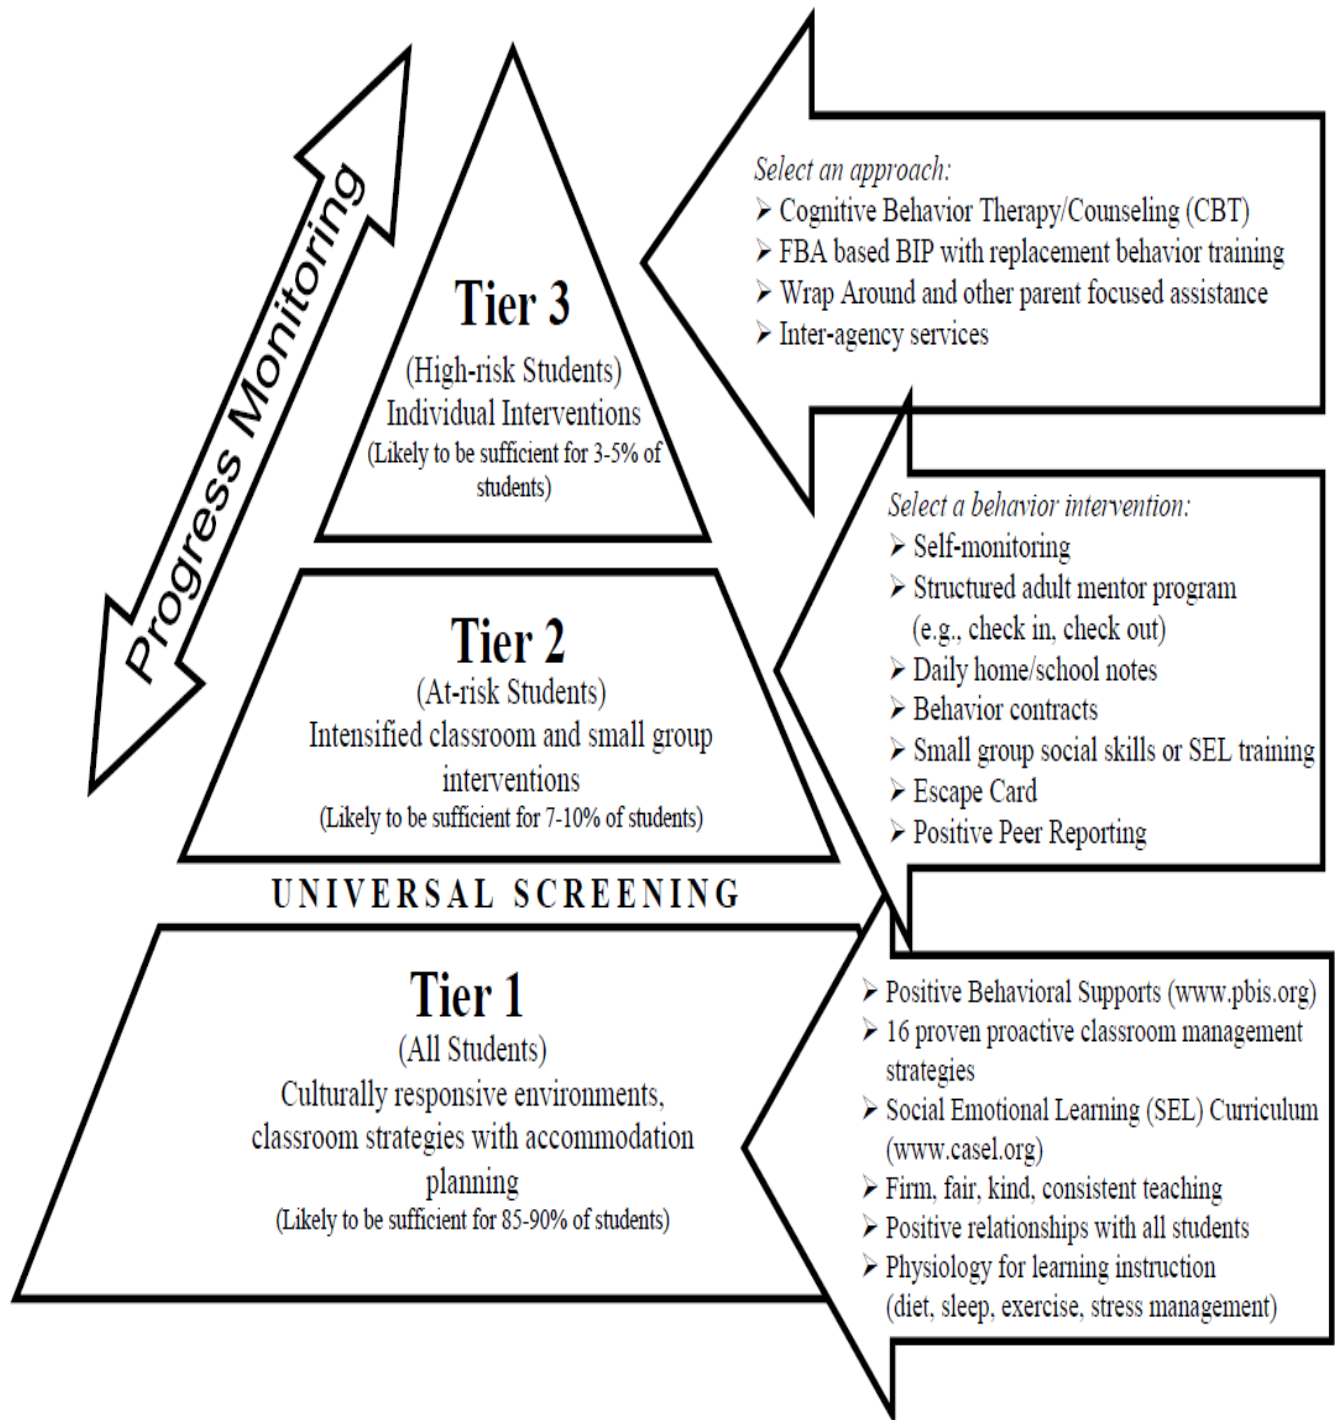 Progress Monitoring
Tier 3
(High-risk Students)
Individual Interventions
(Likely to be sufficient for 3-5% of
students)
Select an approach:
➢ Cognitive Behavior Therapy/Counseling (CBT)
➢ FBA based BIP with replacement behavior training
➢ Wrap Around and other parent focused assistance
➢ Inter-agency services
Tier 2
(At-risk Students)
Intensified classroom and small group
interventions
(Likely to be sufficient for 7-10% of students)
Select a behavior intervention:
➢ Self-monitoring
➢ Structured adult mentor program
(e.g., check in, check out)
➢ Daily home/school notes
➢ Behavior contracts
➢ Small group social skills or SEL training
➢ Escape Card
➢ Positive Peer Reporting
UNIVERSAL SCREENING
Tier 1
(All Students)
Culturally responsive environments,
classroom strategies with accommodation
planning
(Likely to be sufficient for 85-90% of students)
➢ Positive Behavioral Supports (www.pbis.org)
➢ 16 proven proactive classroom management
strategies
➢ Social Emotional Learning (SEL) Curriculum
(www.casel.org)
➢ Firm, fair, kind, consistent teaching
➢ Positive relationships with all students
➢ Physiology for learning instruction
(diet, sleep, exercise, stress management)